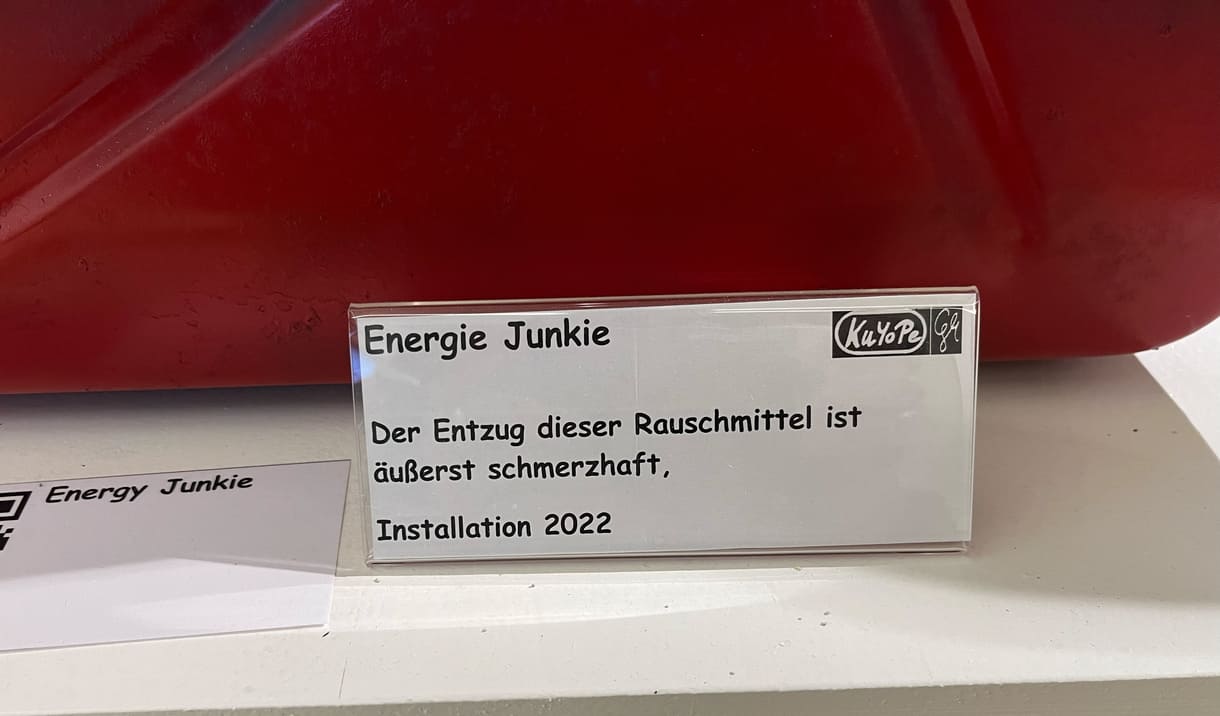 Energie Junkie
KuYoPe
Der Entzug dieser Rauschmittel ist
äußerst schmerzhaft,
Installation 2022
Energy Junkie